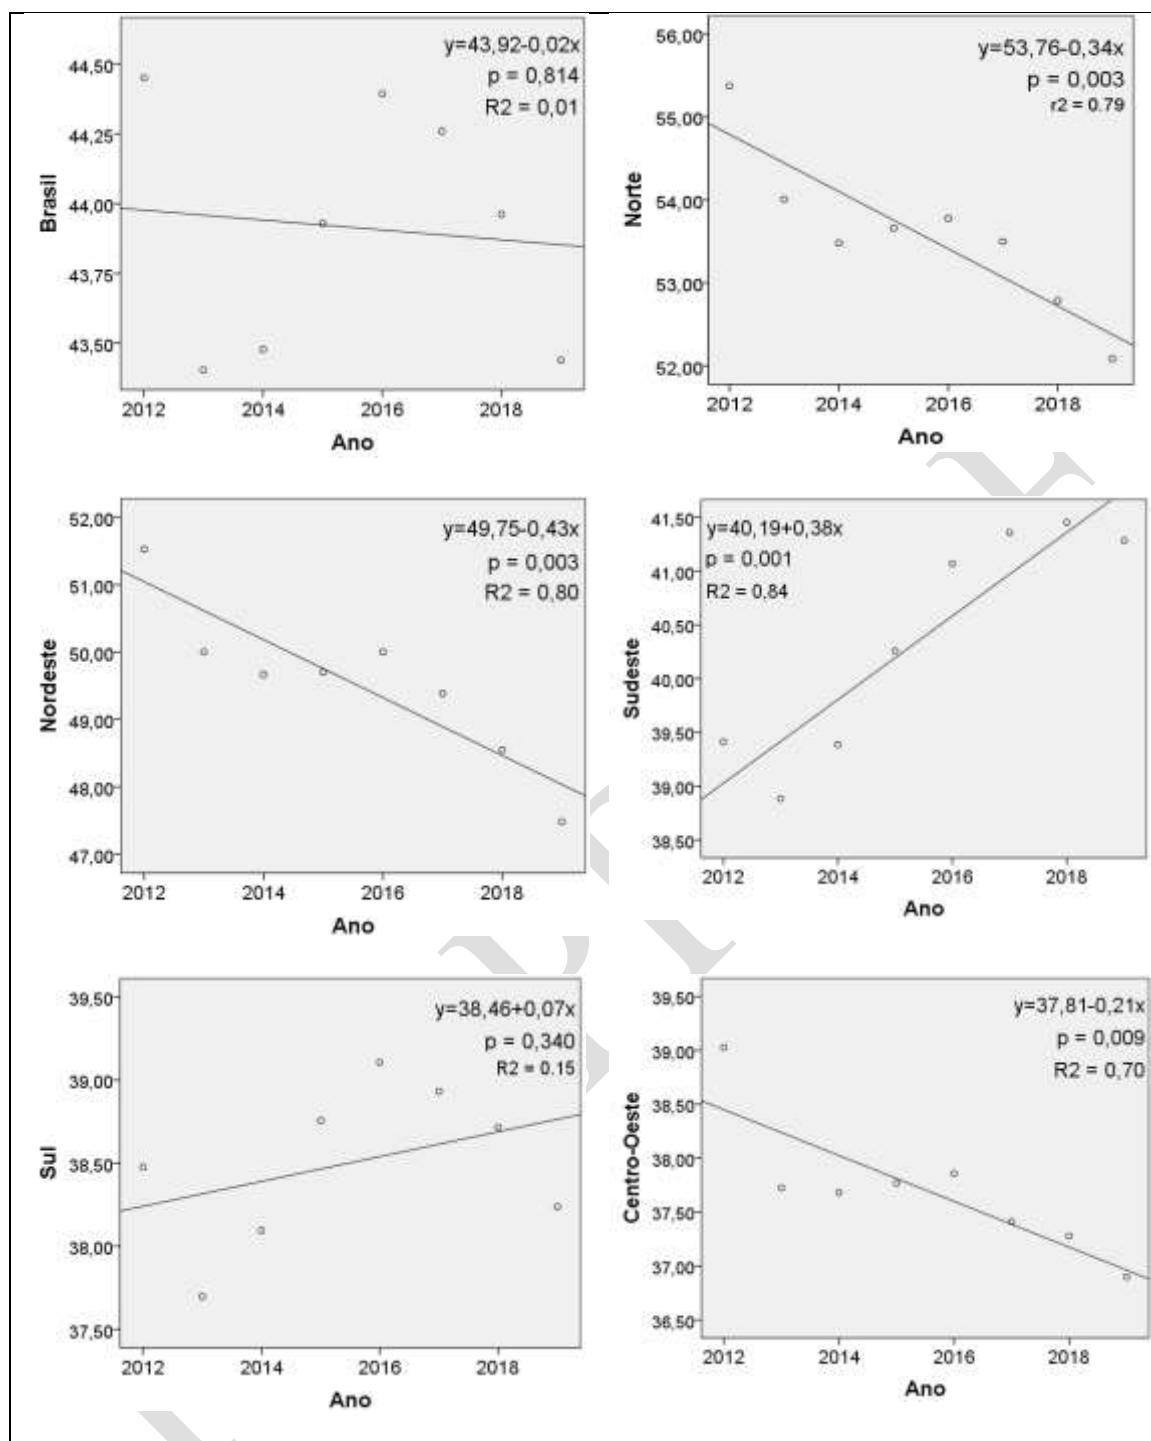 y=43,92-0,02x
p = 0,814
R2 = 0,01
44,50
44,25
44,00
43,75
43,50
Brasil
2012 2014 2016 2018
Ano
y=53,76-0,34x
p = 0,003
r2 = 0.79
56,00
55,00
54,00
53,00
52,00
Norte
2012 2014 2016 2018
Ano
y=49,75-0,43x
p = 0,003
R2 = 0,80
52,00
51,00
50,00
49,00
48,00
47,00
Nordeste
2012 2014 2016 2018
Ano
y=40,19+0,38x
p = 0,001
R2 = 0.84
41,50
41,00
40,50
40,00
39,50
39,00
38,50
Sudeste
2012 2014 2016 2018
Ano
y=38,46+0,07x
p = 0,340
R2 = 0.15
39,50
39,00
38,50
38,00
37,50
Sul
2012 2014 2016 2018
Ano
y=37,81-0,21x
p = 0,009
R2 = 0,70
39,50
39,00
38,50
38,00
37,50
37,00
36,50
Centro-Oeste
2012 2014 2016 2018
Ano